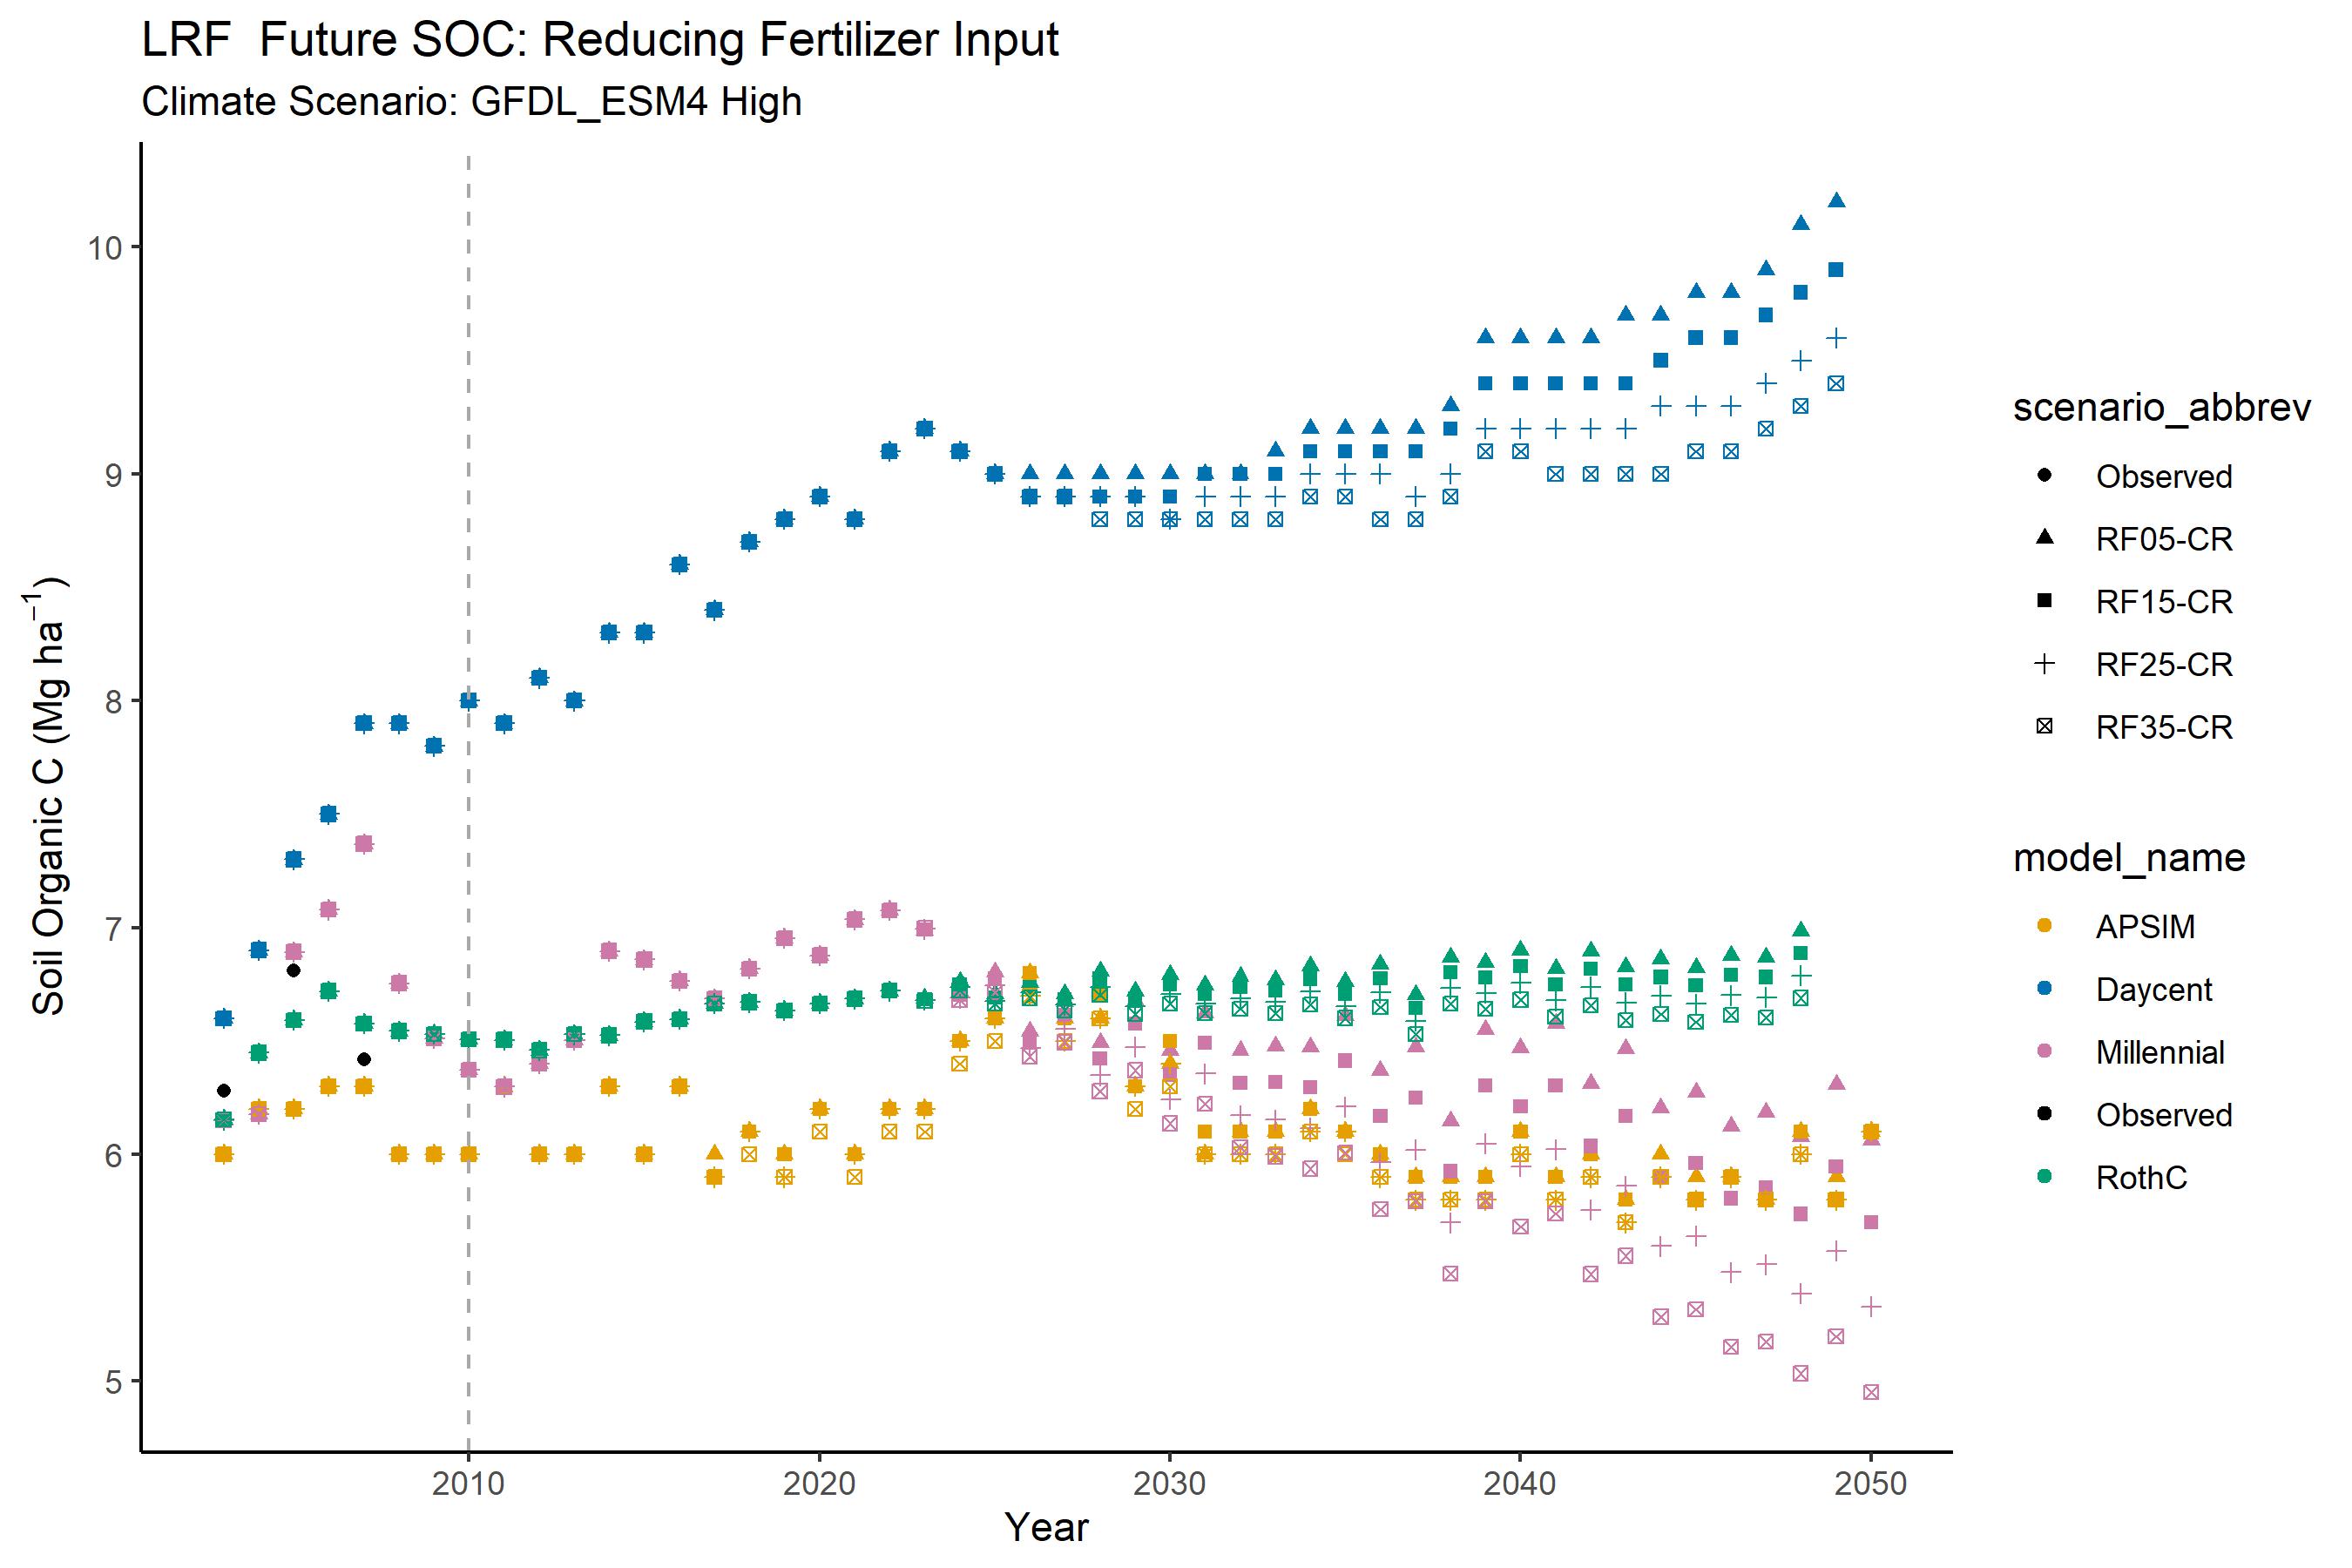 LRF  Future SOC: Reducing Fertilizer Input
Climate Scenario: GFDL_ESM4 High
Soil Organic C (Mg ha⁻¹)
10
9
8
7
6
5
2010
2020
2030
2040
2050
Year
scenario_abbrev
Observed
RF05-CR
RF15-CR
RF25-CR
RF35-CR
model_name
APSIM
Daycent
Millennial
Observed
RothC